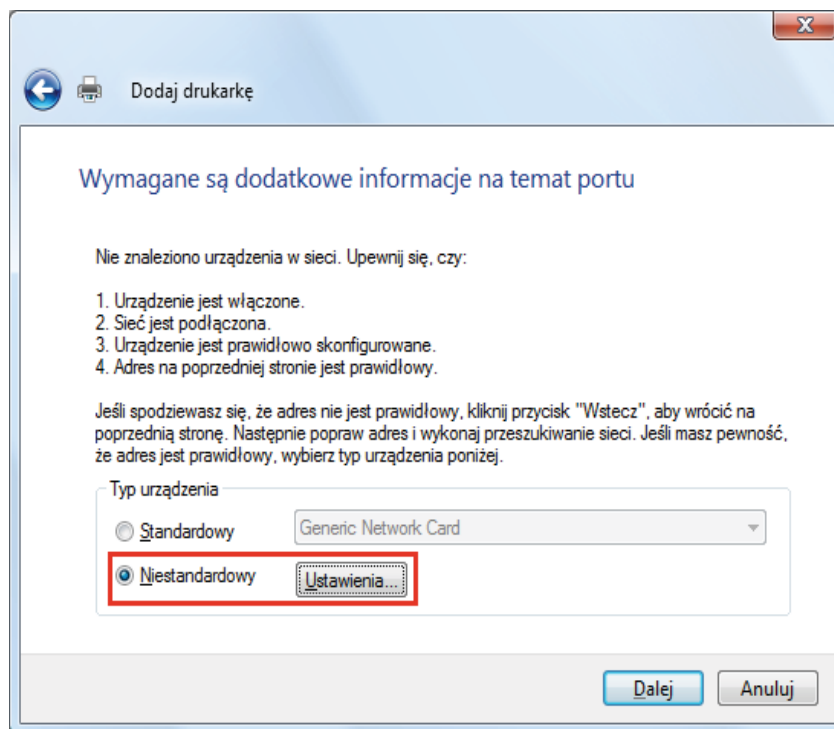 Dodaj drukarkę
Wymagane są dodatkowe informacje na temat portu
Nie znaleziono urządzenia w sieci. Upewnij się, czy:
1. Urządzenie jest włączone.
2. Sieć jest podłączona.
3. Urządzenie jest prawidłowo skonfigurowane.
4. Adres na poprzedniej stronie jest prawidłowy.
Jeśli spodziewasz się, że adres nie jest prawidłowy, kliknij przycisk "Wstecz", aby wrócić na
poprzednią stronę. Następnie popraw adres i wykonaj przeszukiwanie sieci. Jeśli masz pewność,
że adres jest prawidłowy, wybierz typ urządzenia poniżej.
Typ urządzenia
Standardowy Generic Network Card
Niestandardowy Ustawienia...
Dalej Anuluj